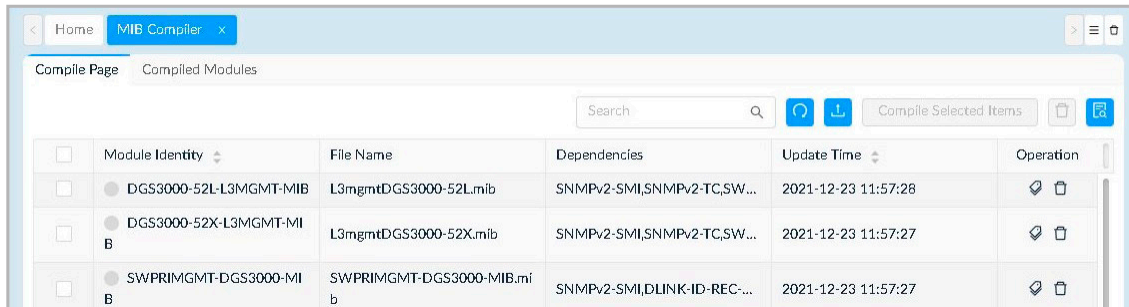 Home MIB Compiler x
Compile Page Compiled Modules
Search Compile Selected Items
Module Identity File Name Dependencies Update Time Operation
DGS3000-52L-L3MGMT-MIB L3mgmtDGS3000-52L.mib SNMPv2-SMI,SNMPv2-TC,SW... 2021-12-23 11:57:28
DGS3000-52X-L3MGMT-MI
B L3mgmtDGS3000-52X.mib SNMPv2-SMI,SNMPv2-TC,SW... 2021-12-23 11:57:27
SWPRIMGMT-DGS3000-MI SWPRIMGMT-DGS3000-MIB.mi
B b SNMPv2-SMI,DLINK-ID-REC-... 2021-12-23 11:57:27